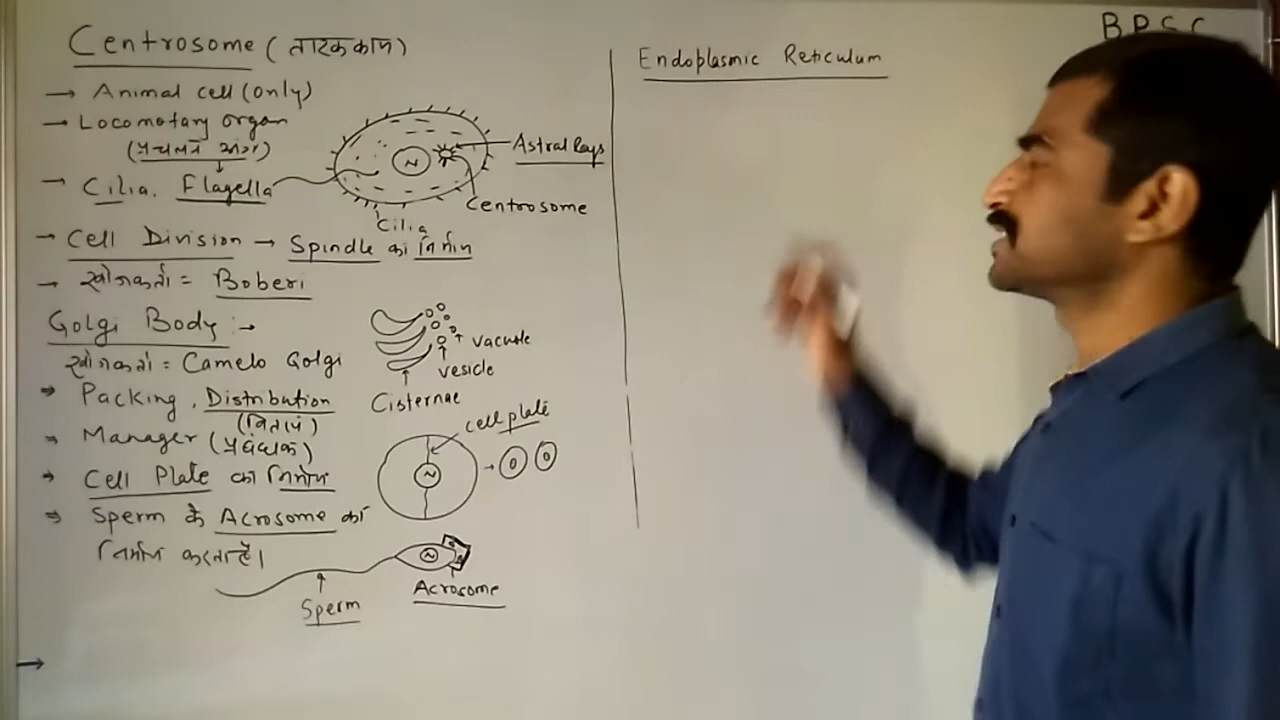 Centrosome (तारककाय)
→ Animal cell (only)
→ Locomotary organ
(प्रचलन अंग)
→ Cilia, Flagella
Astral Rays
Centrosome
Cilia
→ Cell Division → Spindle का निर्माण
→ खोजकर्ता = Boberi
Golgi Body :→
खोजकर्ता = Camelo Golgi
→ Packing, Distribution
→ Manager (प्रबंधक)
→ Cell Plate का निर्माण
→ Sperm के Acrosome का
निर्माण करता है।
vacuole
vesicle
Cisternae
cell plate
Acrosome
Sperm
Endoplasmic Reticulum
BPSC